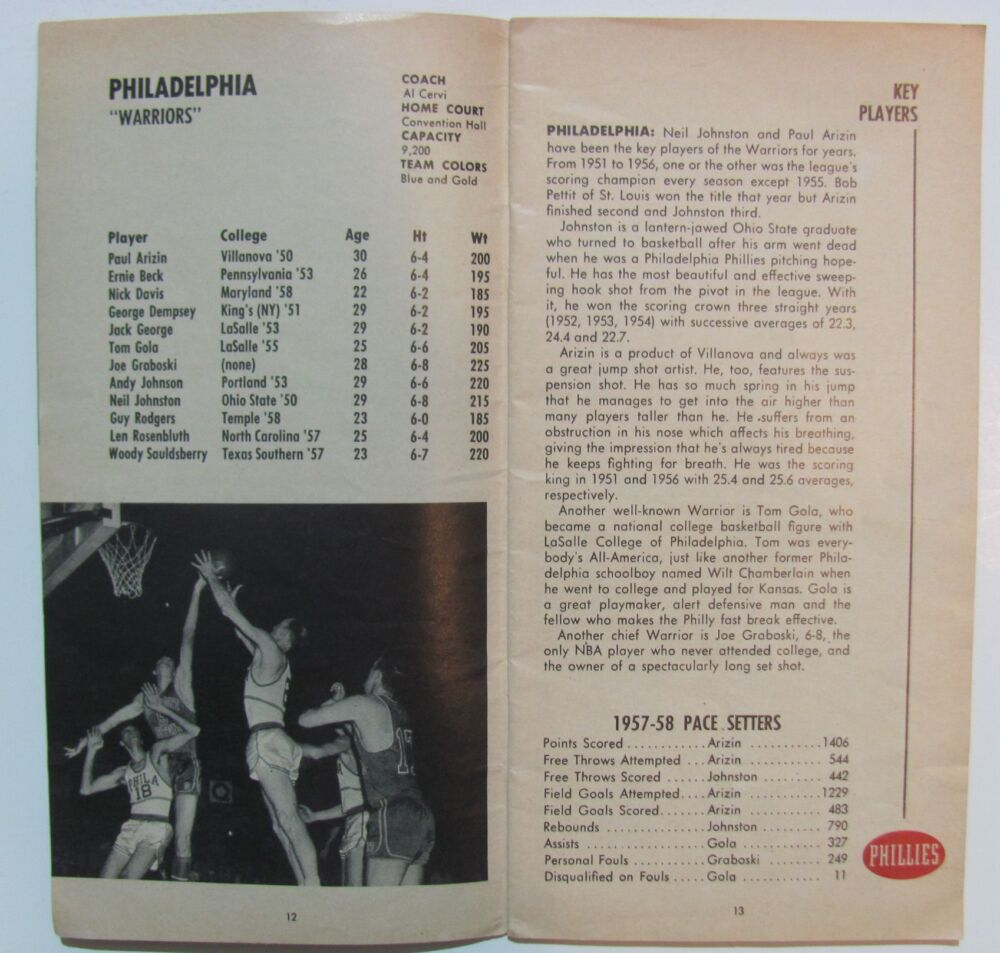 PHILADELPHIA
"WARRIORS"
COACH
Al Cervi
HOME COURT
Convention Hall
CAPACITY
9,200
TEAM COLORS
Blue and Gold
Player College Age Ht Wt
Paul Arizin Villanova '50 30 6-4 200
Ernie Beck Pennsylvania '53 26 6-4 195
Nick Davis Maryland '58 22 6-2 185
George Dempsey King's (NY) '51 29 6-2 195
Jack George LaSalle '53 29 6-2 190
Tom Gola LaSalle '55 25 6-6 205
Joe Graboski (none) 28 6-8 225
Andy Johnson Portland '53 29 6-6 220
Neil Johnston Ohio State '50 29 6-8 215
Guy Rodgers Temple '58 23 6-0 185
Len Rosenbluth North Carolina '57 25 6-4 200
Woody Sauldsberry Texas Southern '57 23 6-7 220
PHILA
18
12
KEY
PLAYERS
PHILADELPHIA: Neil Johnston and Paul Arizin
have been the key players of the Warriors for years.
From 1951 to 1956, one or the other was the league's
scoring champion every season except 1955. Bob
Pettit of St. Louis won the title that year but Arizin
finished second and Johnston third.
Johnston is a lantern-jawed Ohio State graduate
who turned to basketball after his arm went dead
when he was a Philadelphia Phillies pitching hope-
ful. He has the most beautiful and effective sweep-
ing hook shot from the pivot in the league. With
it, he won the scoring crown three straight years
(1952, 1953, 1954) with successive averages of 22.3,
24.4 and 22.7.
Arizin is a product of Villanova and always was
a great jump shot artist. He, too, features the sus-
pension shot. He has so much spring in his jump
that he manages to get into the air higher than
many players taller than he. He suffers from an
obstruction in his nose which affects his breathing,
giving the impression that he's always tired because
he keeps fighting for breath. He was the scoring
king in 1951 and 1956 with 25.4 and 25.6 averages,
respectively.
Another well-known Warrior is Tom Gola, who
became a national college basketball figure with
LaSalle College of Philadelphia. Tom was every-
body's All-America, just like another former Phila-
delphia schoolboy named Wilt Chamberlain when
he went to college and played for Kansas. Gola is
a great playmaker, alert defensive man and the
fellow who makes the Philly fast break effective.
Another chief Warrior is Joe Graboski, 6-8, the
only NBA player who never attended college, and
the owner of a spectacularly long set shot.
1957-58 PACE SETTERS
Points Scored ............ Arizin ........... 1406
Free Throws Attempted ... Arizin ........... 544
Free Throws Scored ...... Johnston ......... 442
Field Goals Attempted.... Arizin ........... 1229
Field Goals Scored..... Arizin ........... 483
Rebounds ................ Johnston ......... 790
Assists .................. Gola ............ 327
Personal Fouls ........... Graboski ......... 249
Disqualified on Fouls ..... Gola ............ 11
PHILLIES
13